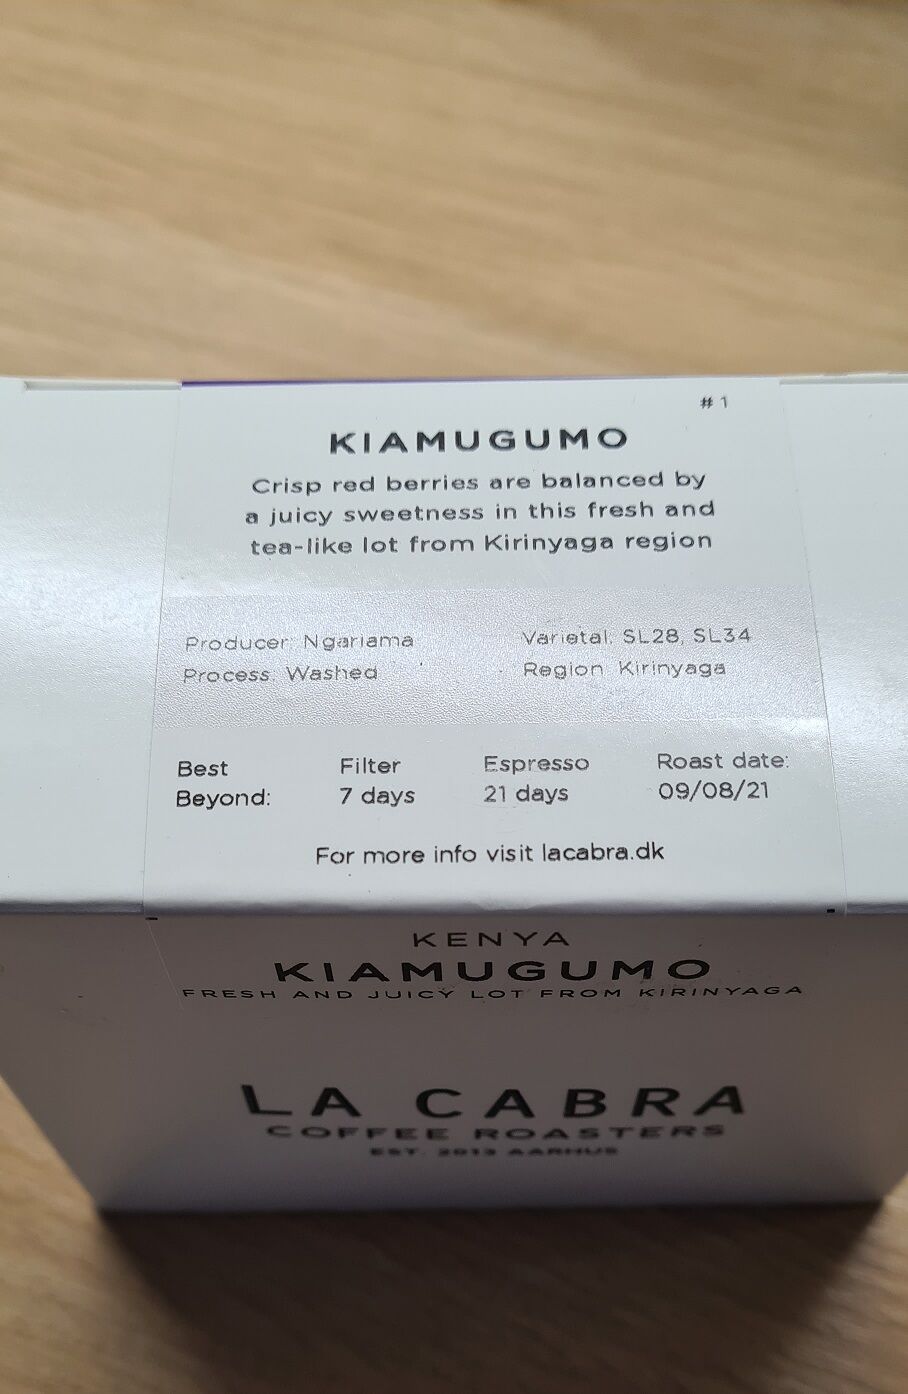 # 1
KIAMUGUMO
Crisp red berries are balanced by
a juicy sweetness in this fresh and
tea-like lot from Kirinyaga region
Producer: Ngariama Varietal: SL28, SL34
Process: Washed Region: Kirinyaga
Best Filter Espresso Roast date:
Beyond: 7 days 21 days 09/08/21
For more info visit lacabra.dk
KENYA
KIAMUGUMO
FRESH AND JUICY LOT FROM KIRINYAGA
LA CABRA
COFFEE ROASTERS
EST. 2013 AARHUS